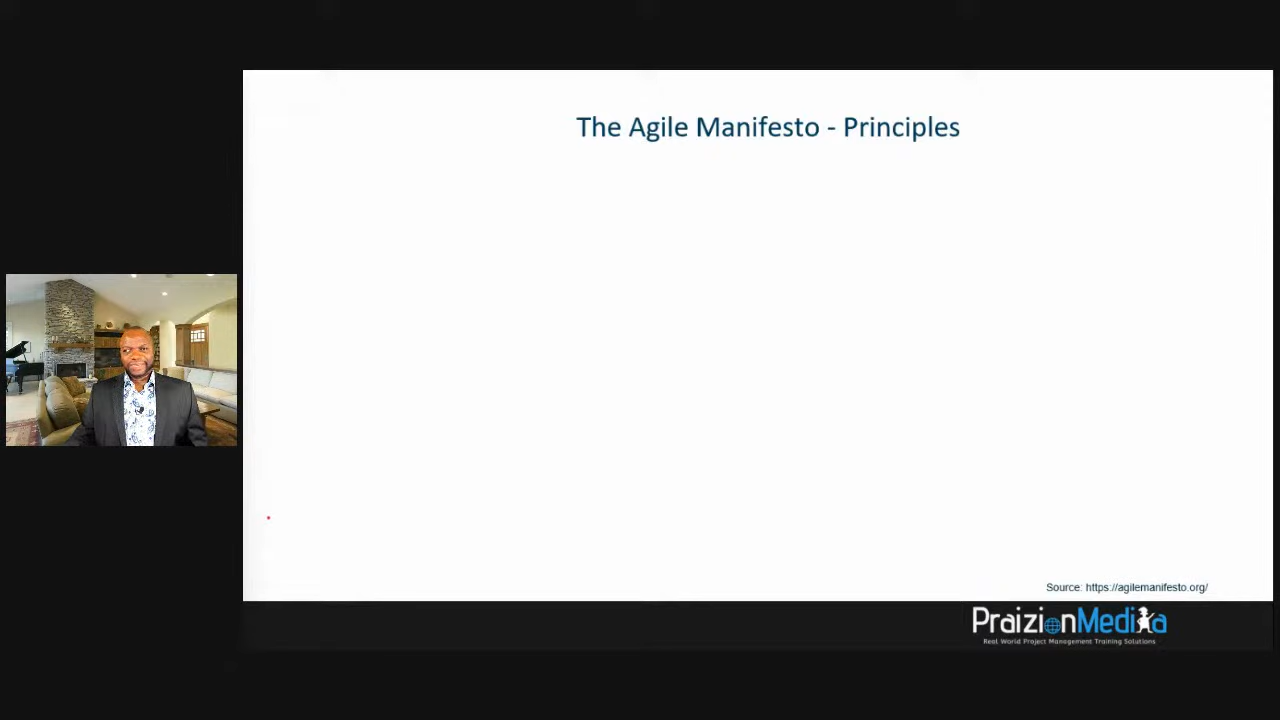 The Agile Manifesto - Principles
Source: https://agilemanifesto.org/
PraizionMedia
Real World Project Management Training Solutions